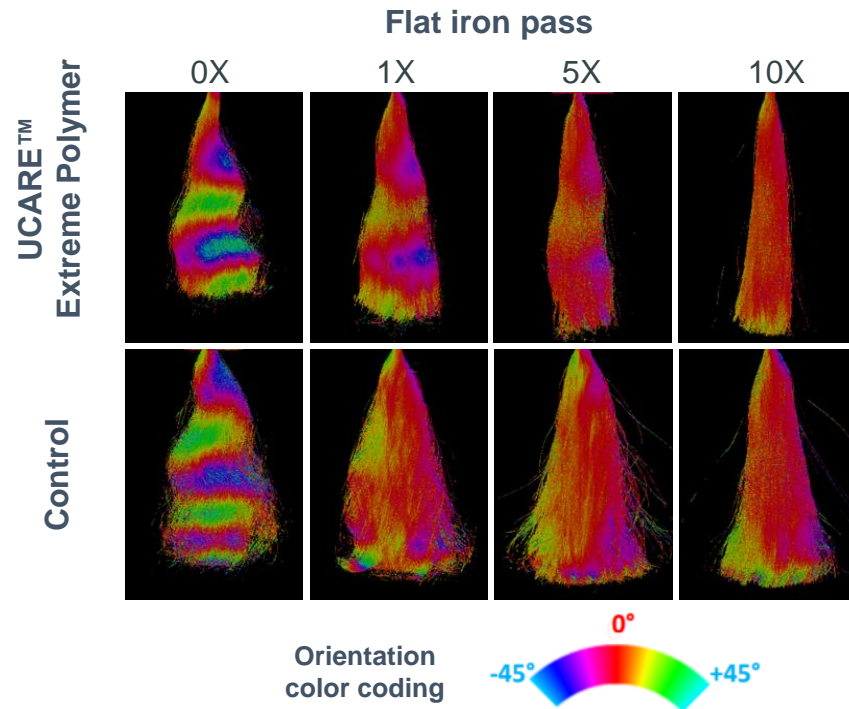 Flat iron pass
0X 1X 5X 10X
UCARE™
Extreme Polymer
Control
Orientation
color coding
-45°
0°
+45°